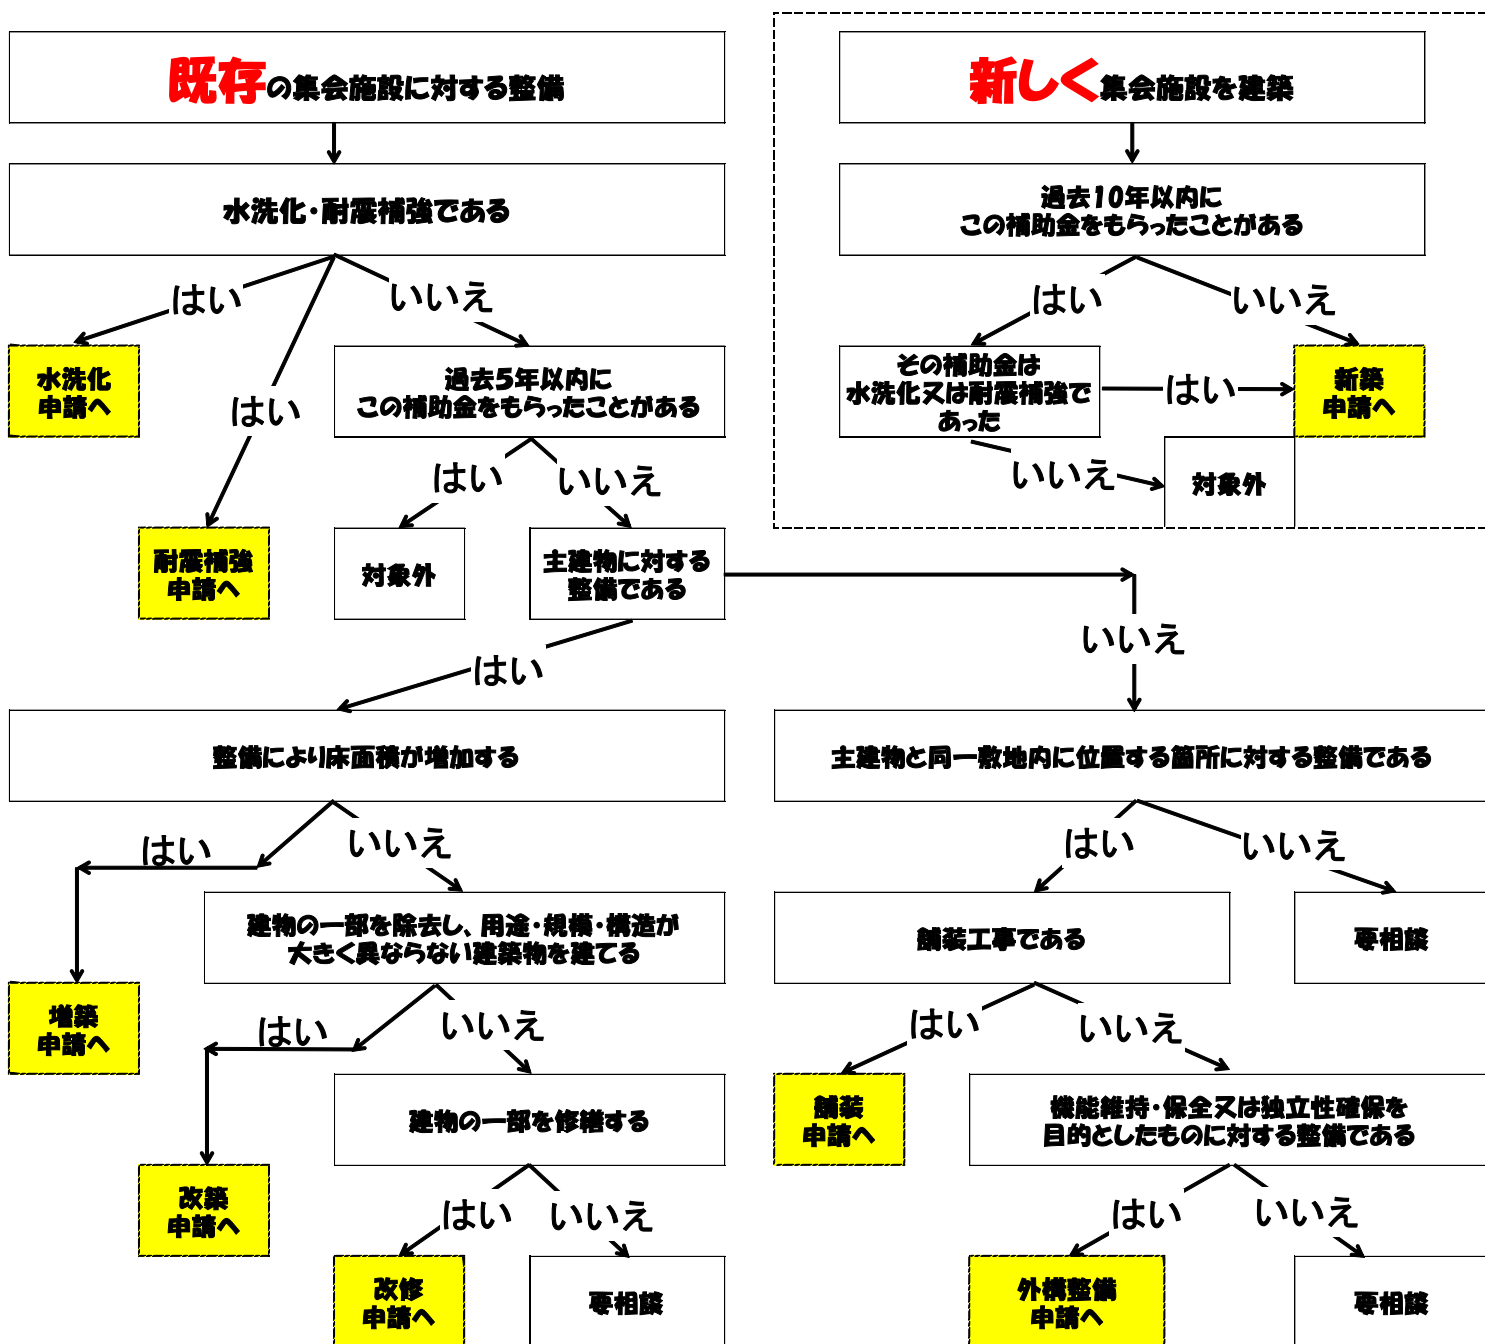 既存の集会施設に対する整備
水洗化・耐震補強である
はい
いいえ
はい
水洗化
申請へ
耐震補強
申請へ
過去5年以内に
この補助金をもらったことがある
はい
いいえ
対象外
主建物に対する
整備である
はい
いいえ
新しく集会施設を建築
過去10年以内に
この補助金をもらったことがある
はい
いいえ
その補助金は
水洗化又は耐震補強で
あった
はい
いいえ
新築
申請へ
対象外
整備により床面積が増加する
はい
いいえ
増築
申請へ
建物の一部を除去し、用途・規模・構造が
大きく異ならない建築物を建てる
はい
いいえ
改築
申請へ
建物の一部を修繕する
はい
いいえ
改修
申請へ
要相談
主建物と同一敷地内に位置する箇所に対する整備である
はい
いいえ
舗装工事である
要相談
はい
いいえ
舗装
申請へ
機能維持・保全又は独立性確保を
目的としたものに対する整備である
はい
いいえ
外構整備
申請へ
要相談